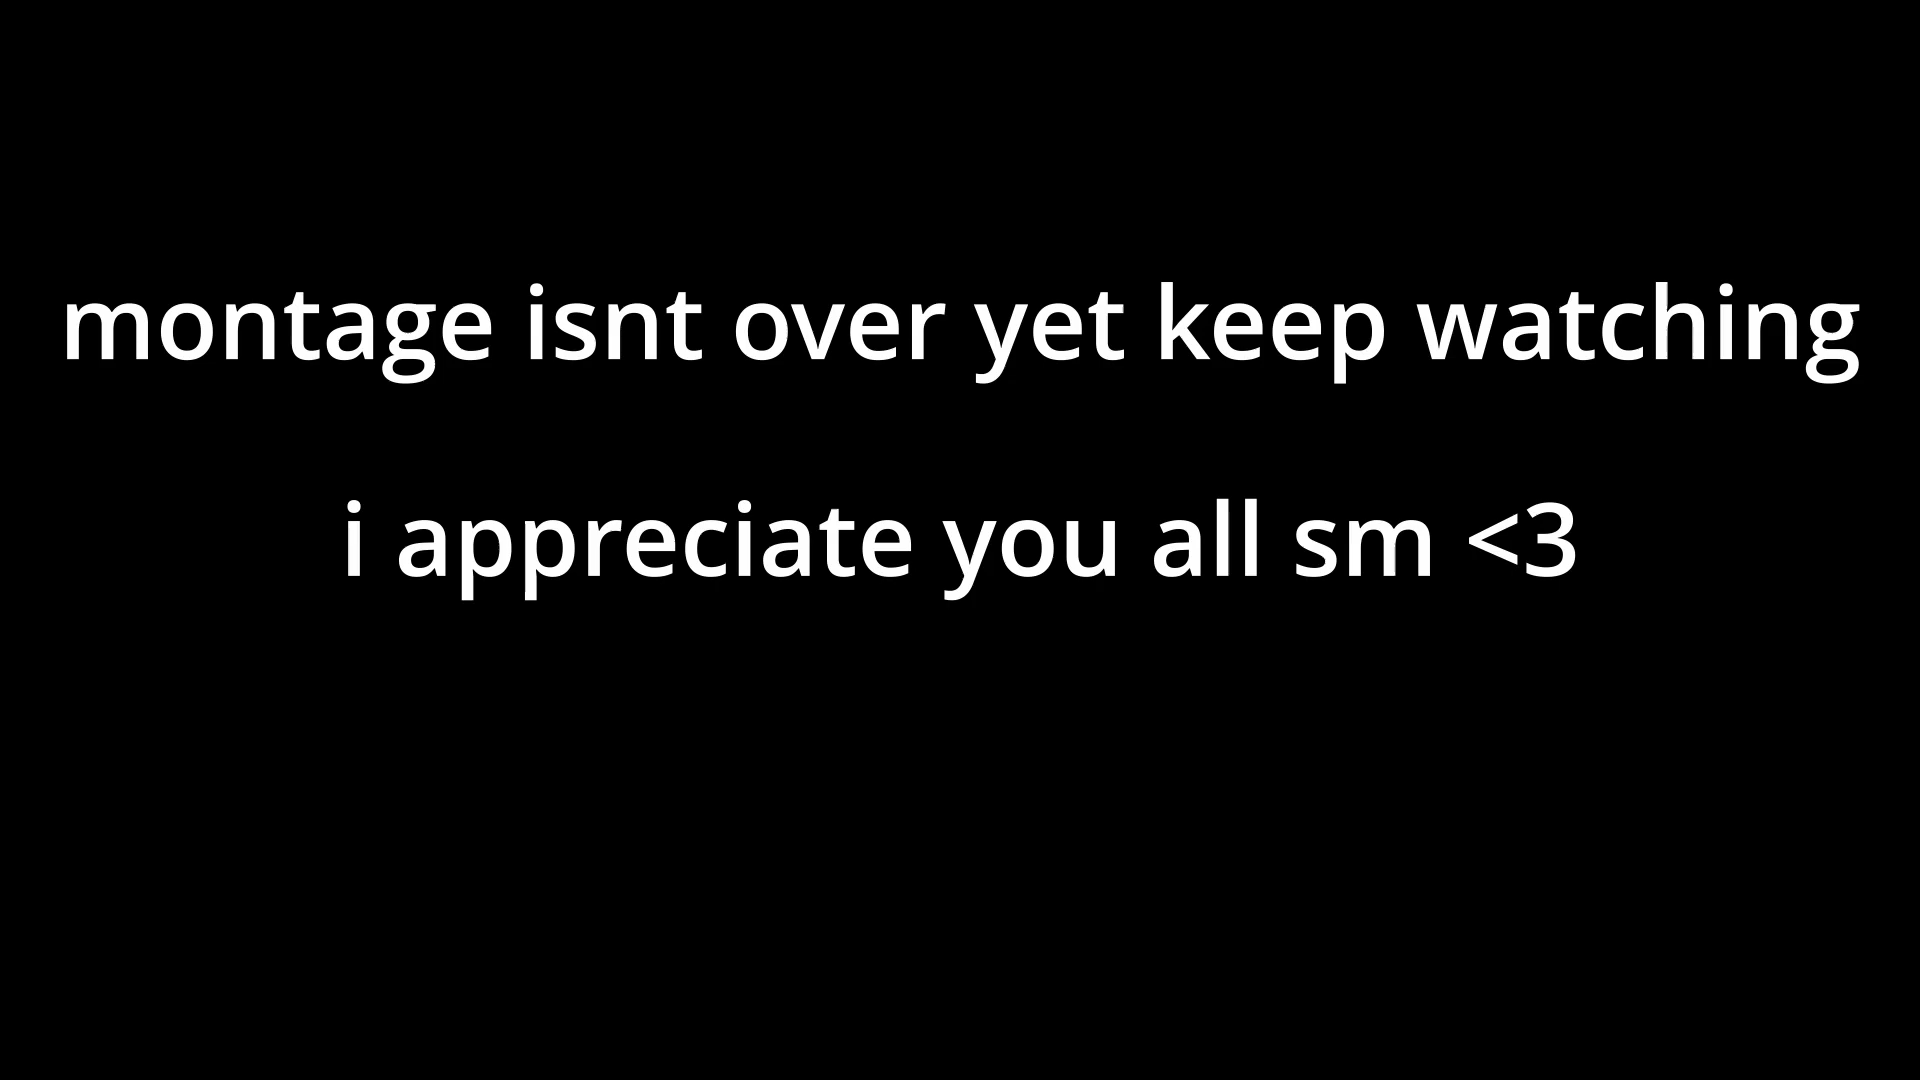 montage isnt over yet keep watching
i appreciate you all sm <3